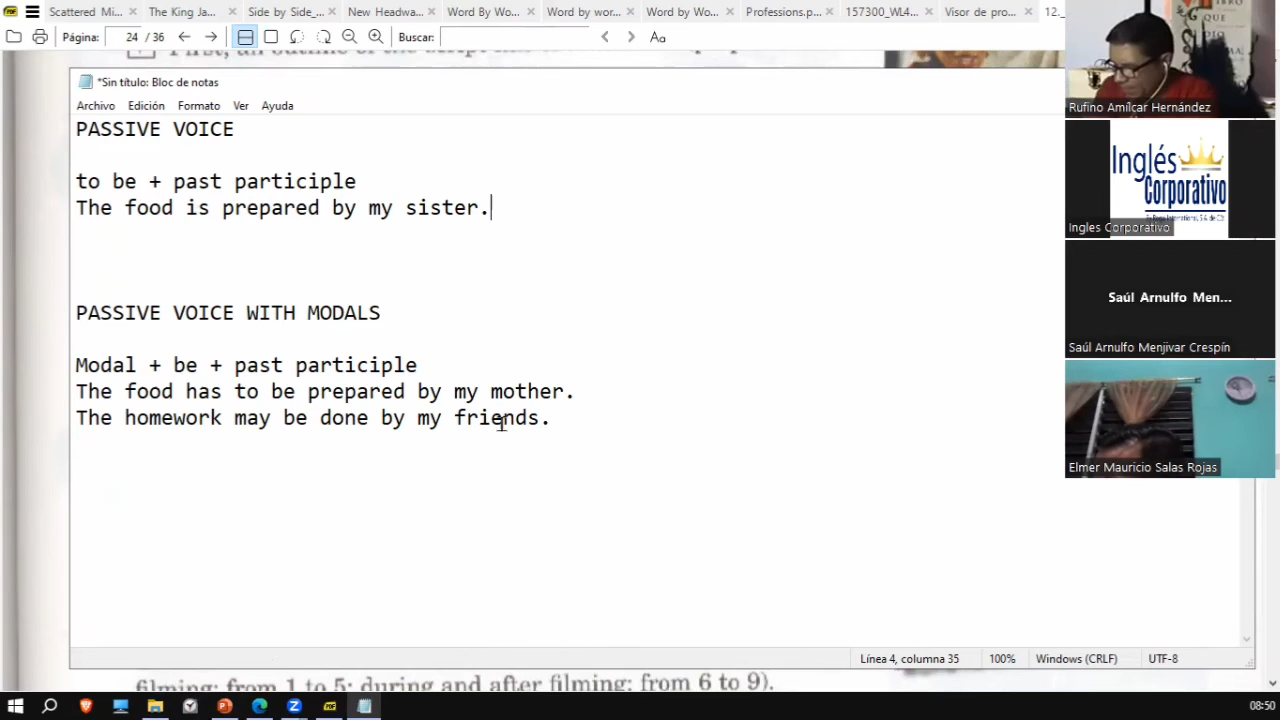 Scattered Mi...
The King Ja
Side by Side_...
New Headwa
Word By Wo...
Word by wor...
Word by Wo
Professions.p...
157300_WL4...
Visor de pro...
12.
Página: 24 / 36
Buscar:
Aa
*Sin título: Bloc de notas
Archivo Edición Formato Ver Ayuda
PASSIVE VOICE
to be + past participle
The food is prepared by my sister.
PASSIVE VOICE WITH MODALS
Modal + be + past participle
The food has to be prepared by my mother.
The homework may be done by my friends.
Línea 4, columna 35 100% Windows (CRLF) UTF-8
filming: from 1 to 5; during and after filming: from 6 to 9).
Rufino Amílcar Hernández
Inglés
Corporativo
Ingles Corporativo
Saúl Arnulfo Men...
Saúl Arnulfo Menjivar Crespín
Elmer Mauricio Salas Rojas
08:50